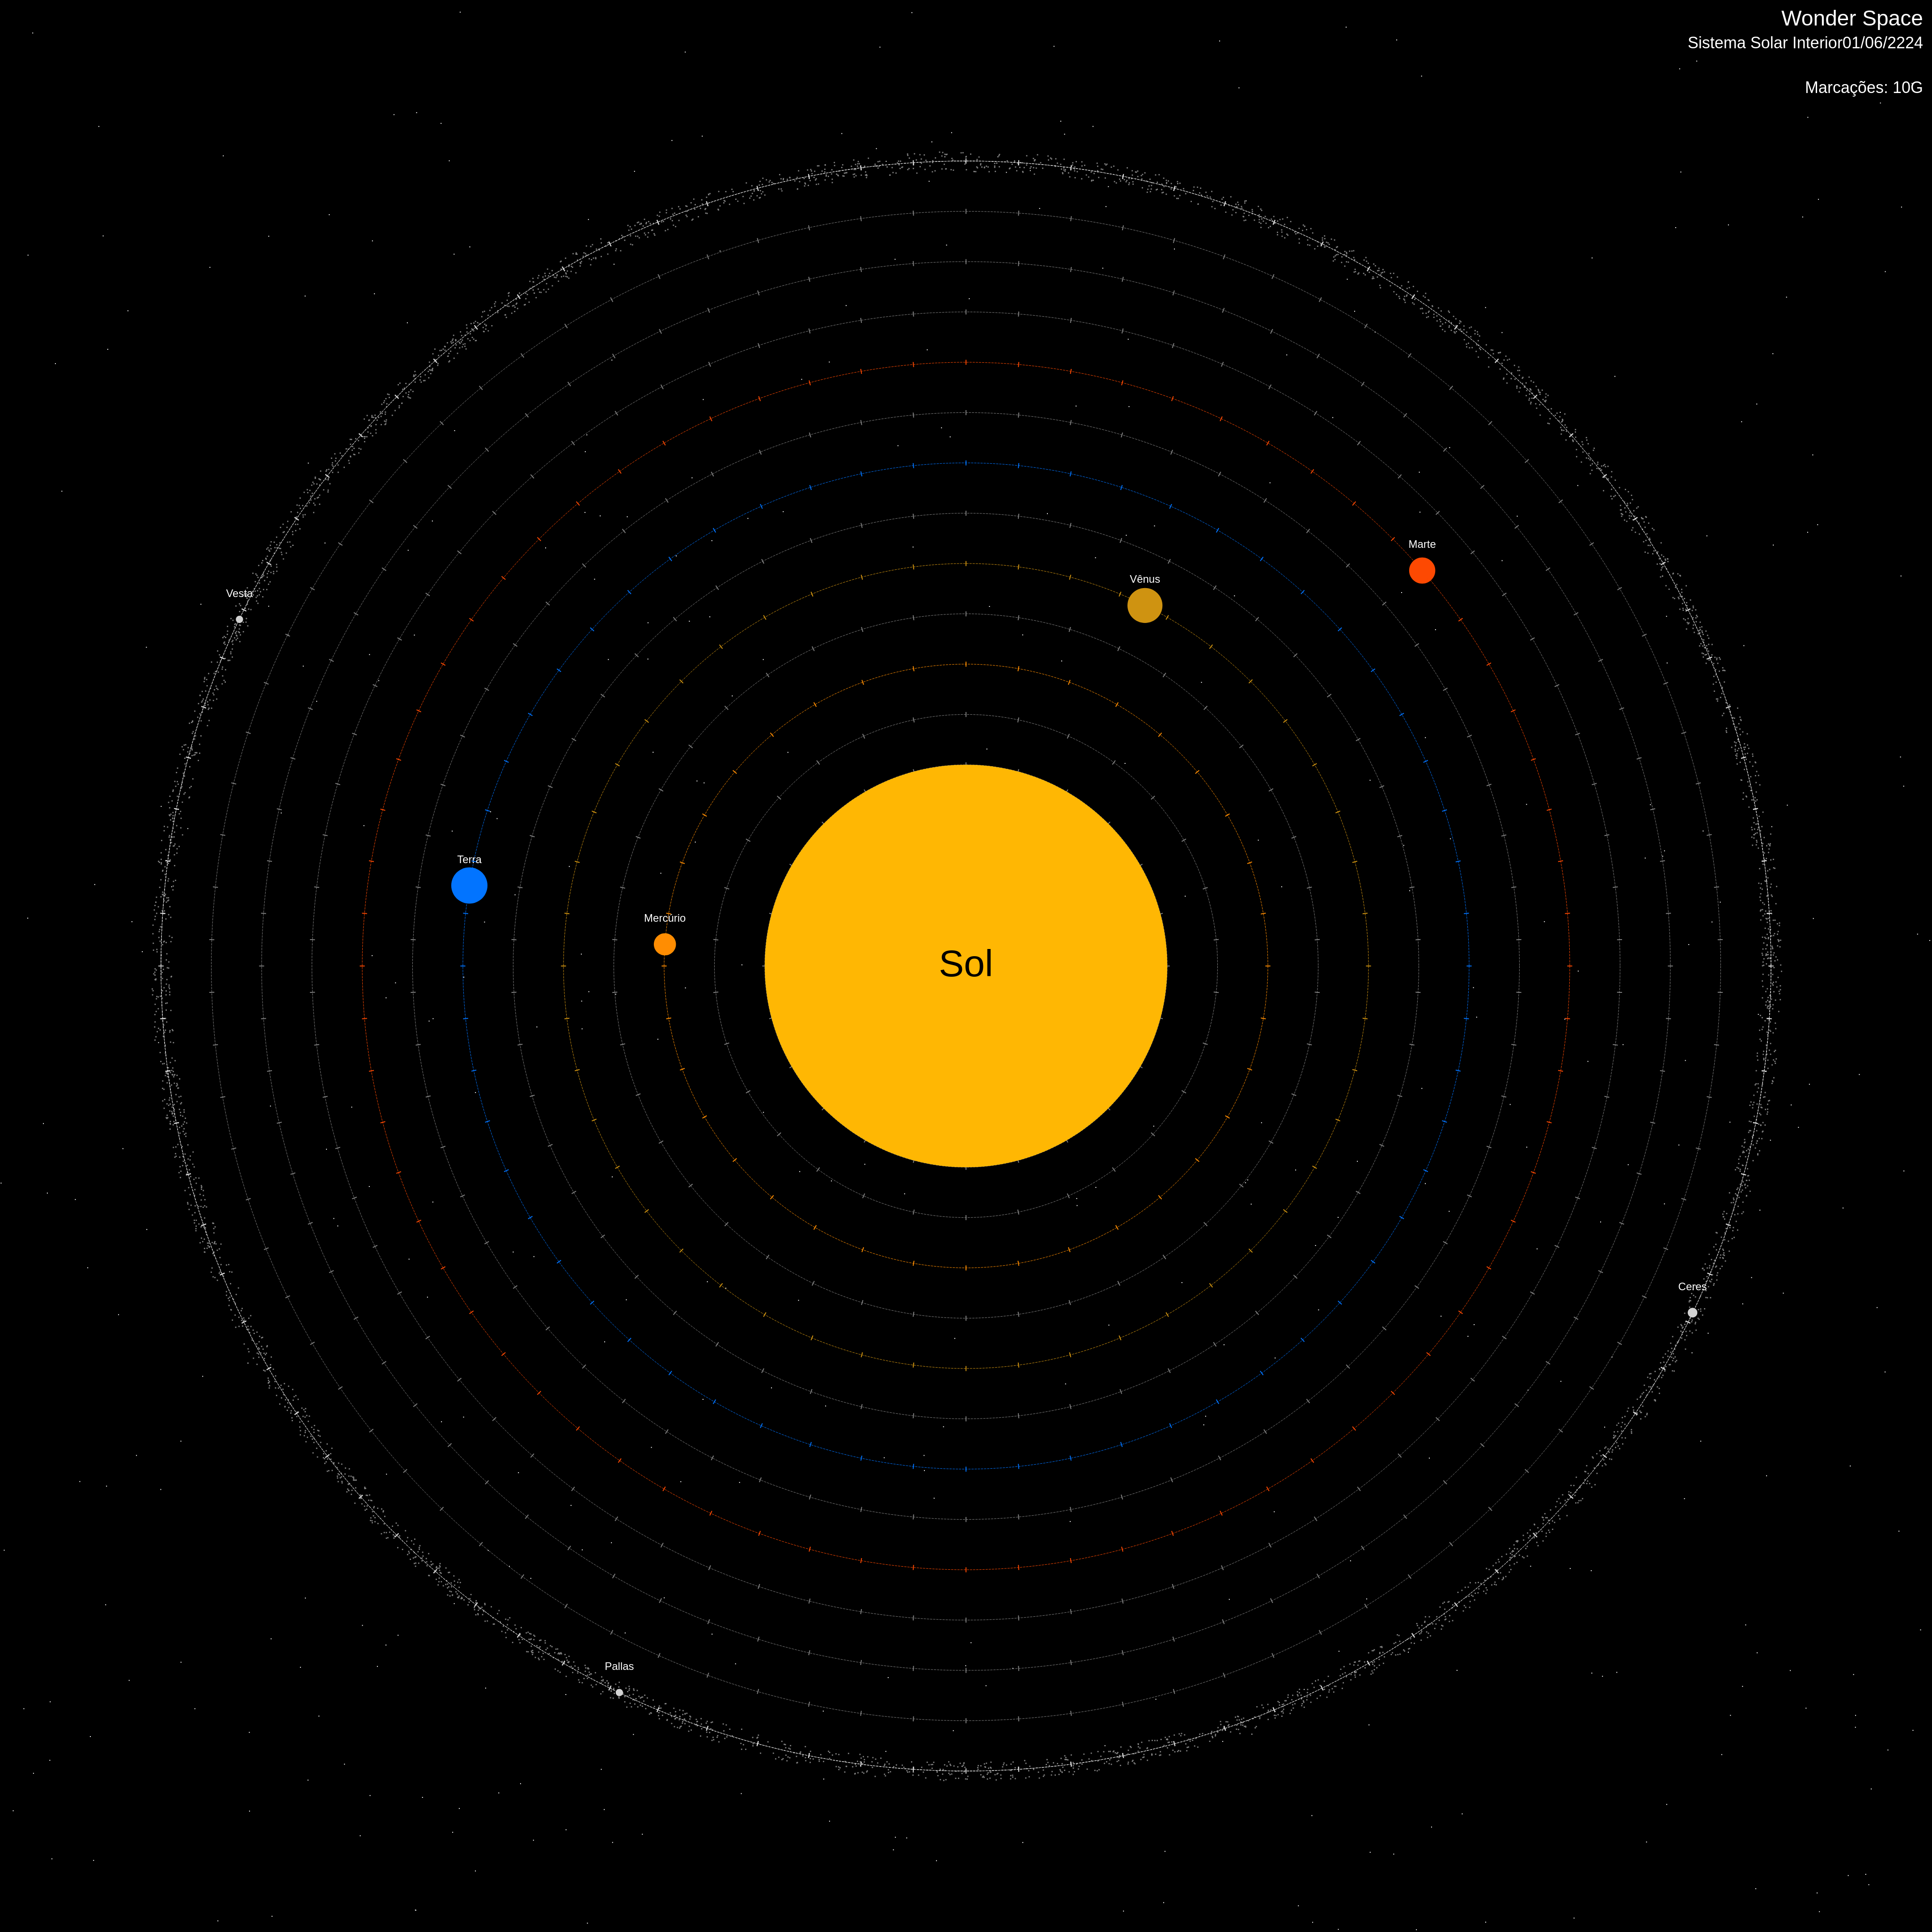 Wonder Space
Sistema Solar Interior01/06/2224
Marcações: 10G
Marte
Vênus
Vesta
Terra
Mercúrio
Sol
Ceres
Pallas